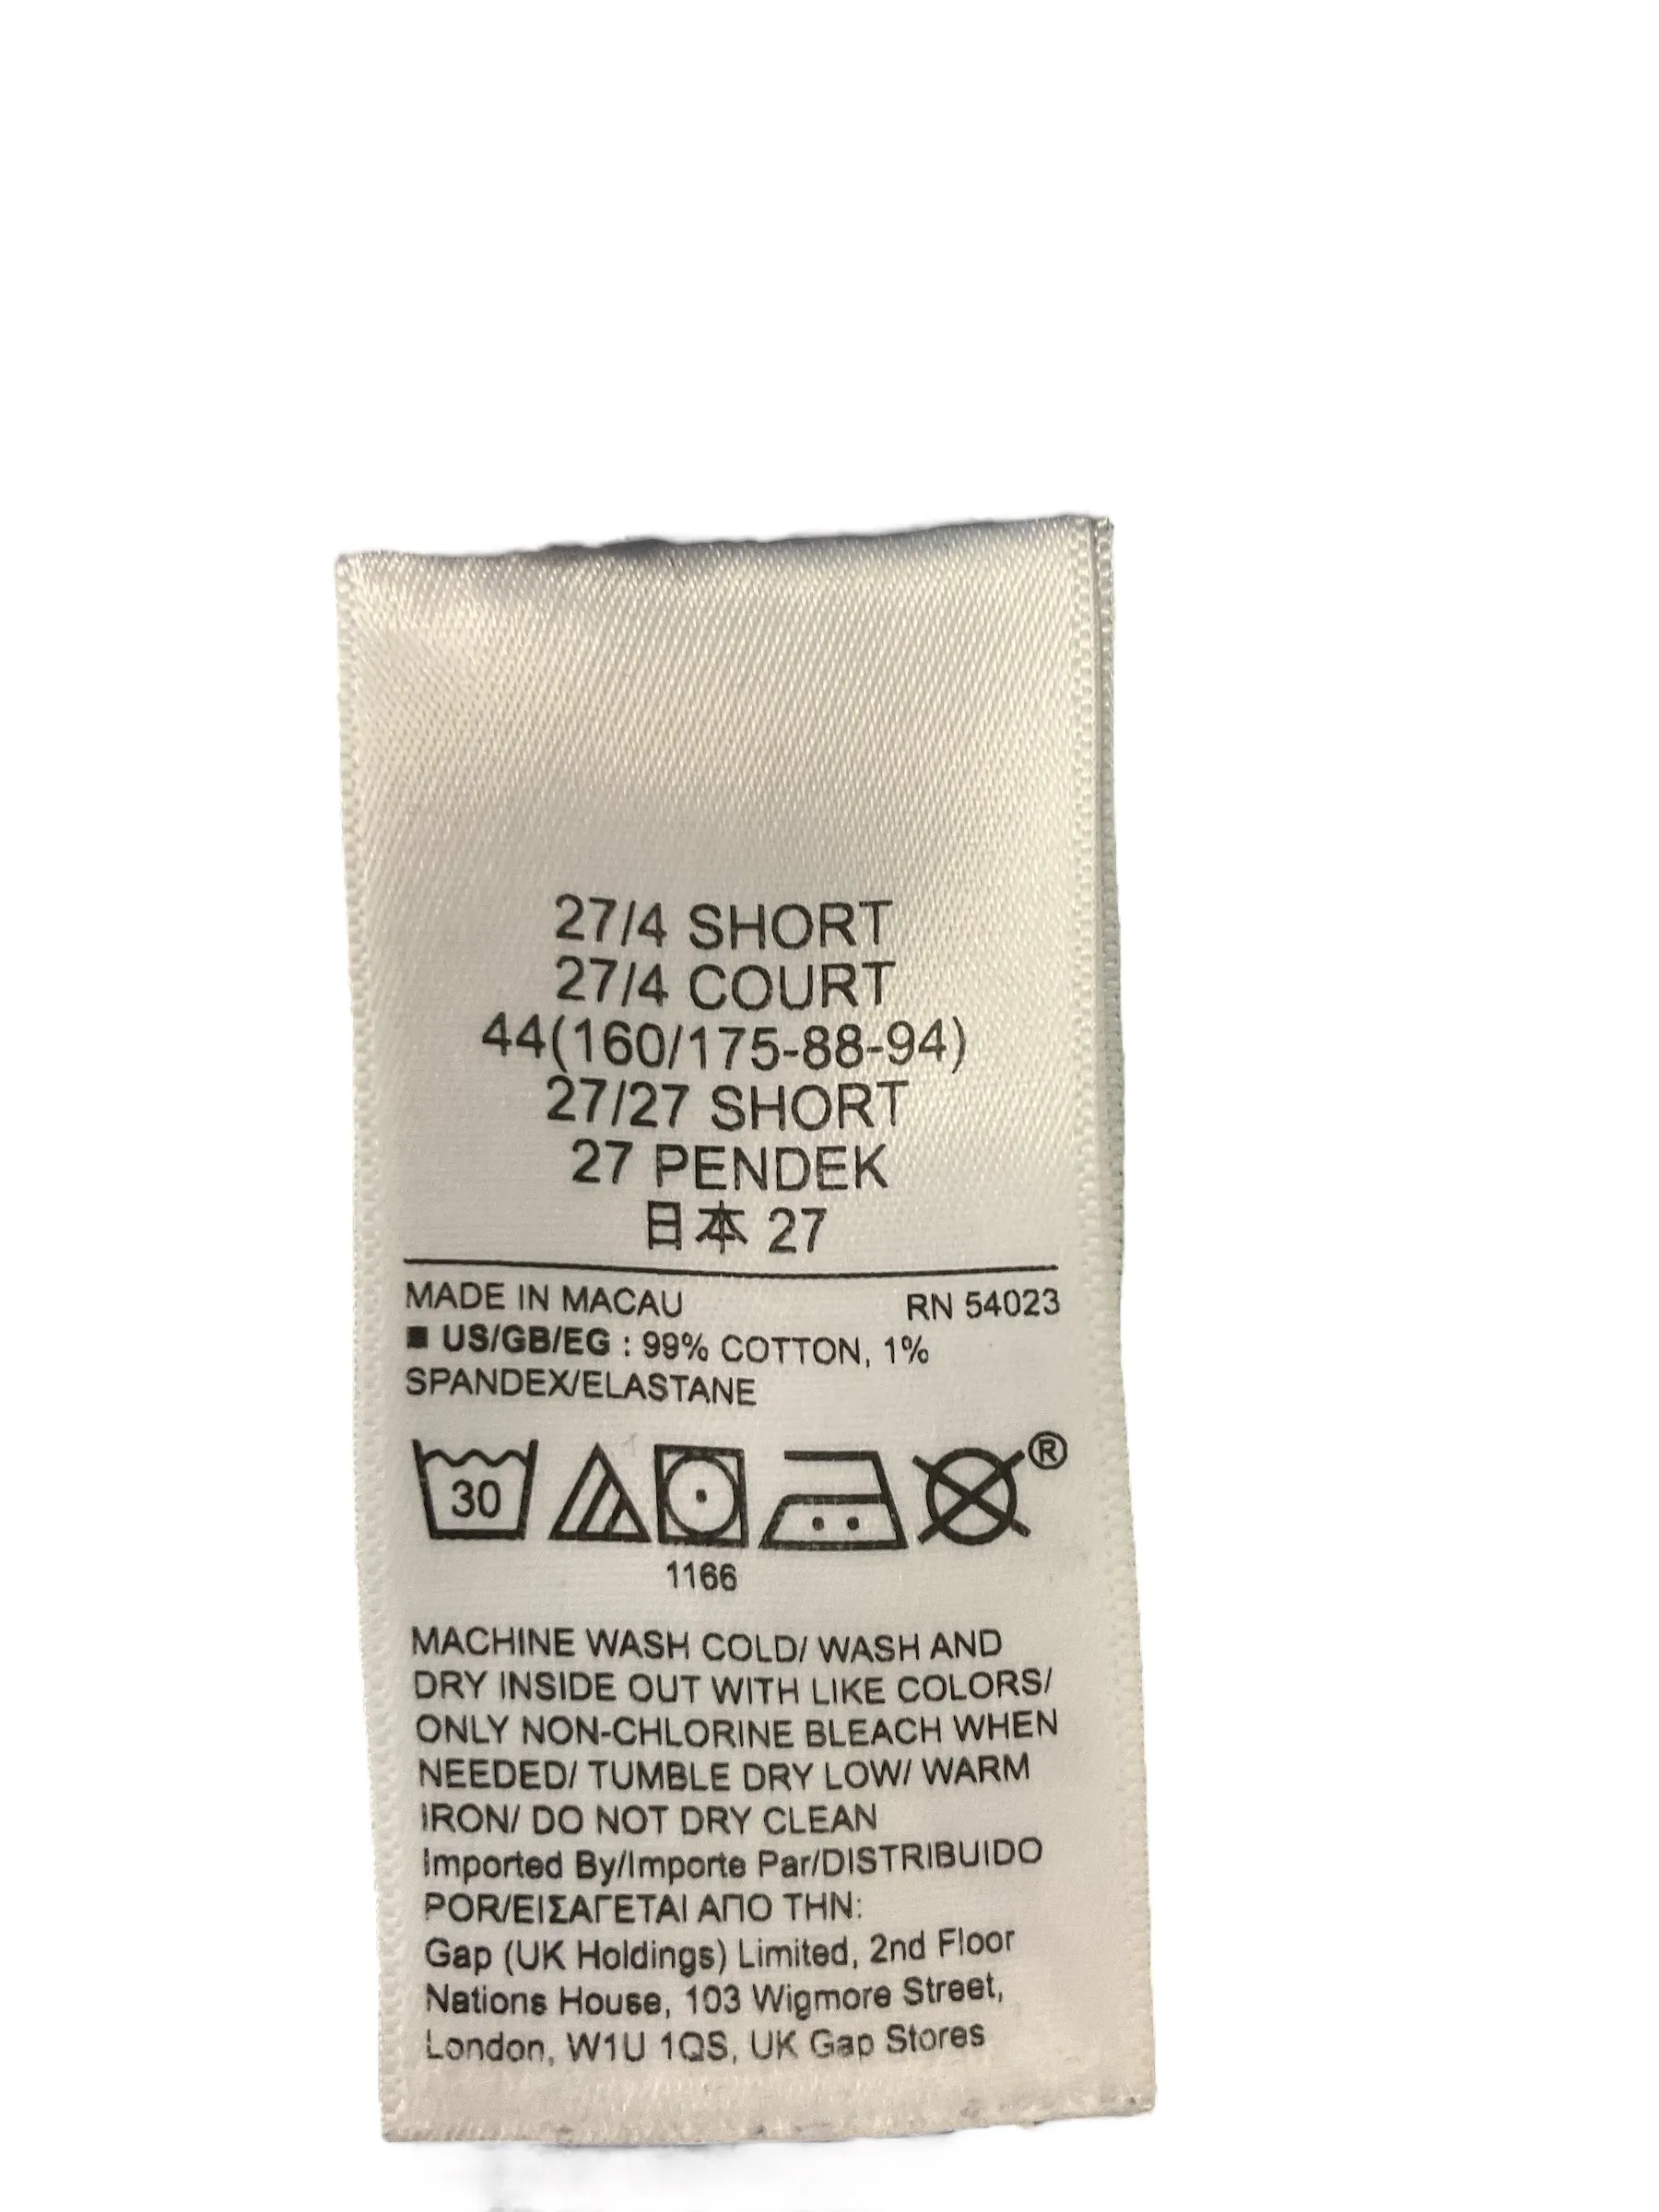 27/4 SHORT
27/4 COURT
44(160/175-88-94)
27/27 SHORT
27 PENDEK
日本 27
MADE IN MACAU RN 54023
■ US/GB/EG : 99% COTTON, 1%
SPANDEX/ELASTANE
30 ®
1166
MACHINE WASH COLD/ WASH AND
DRY INSIDE OUT WITH LIKE COLORS/
ONLY NON-CHLORINE BLEACH WHEN
NEEDED/ TUMBLE DRY LOW/ WARM
IRON/ DO NOT DRY CLEAN
Imported By/Importe Par/DISTRIBUIDO
POR/ΕΙΣΑΓΕΤΑΙ ΑΠΟ ΤΗΝ:
Gap (UK Holdings) Limited, 2nd Floor
Nations House, 103 Wigmore Street,
London, W1U 1QS, UK Gap Stores